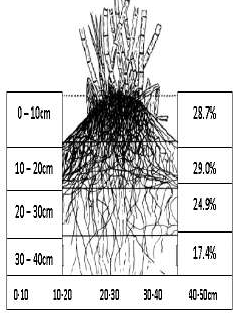 0 – 10cm 28.7%
10 – 20cm 29.0%
20 – 30cm 24.9%
30 – 40cm 17.4%
0-10 10-20 20-30 30-40 40-50cm